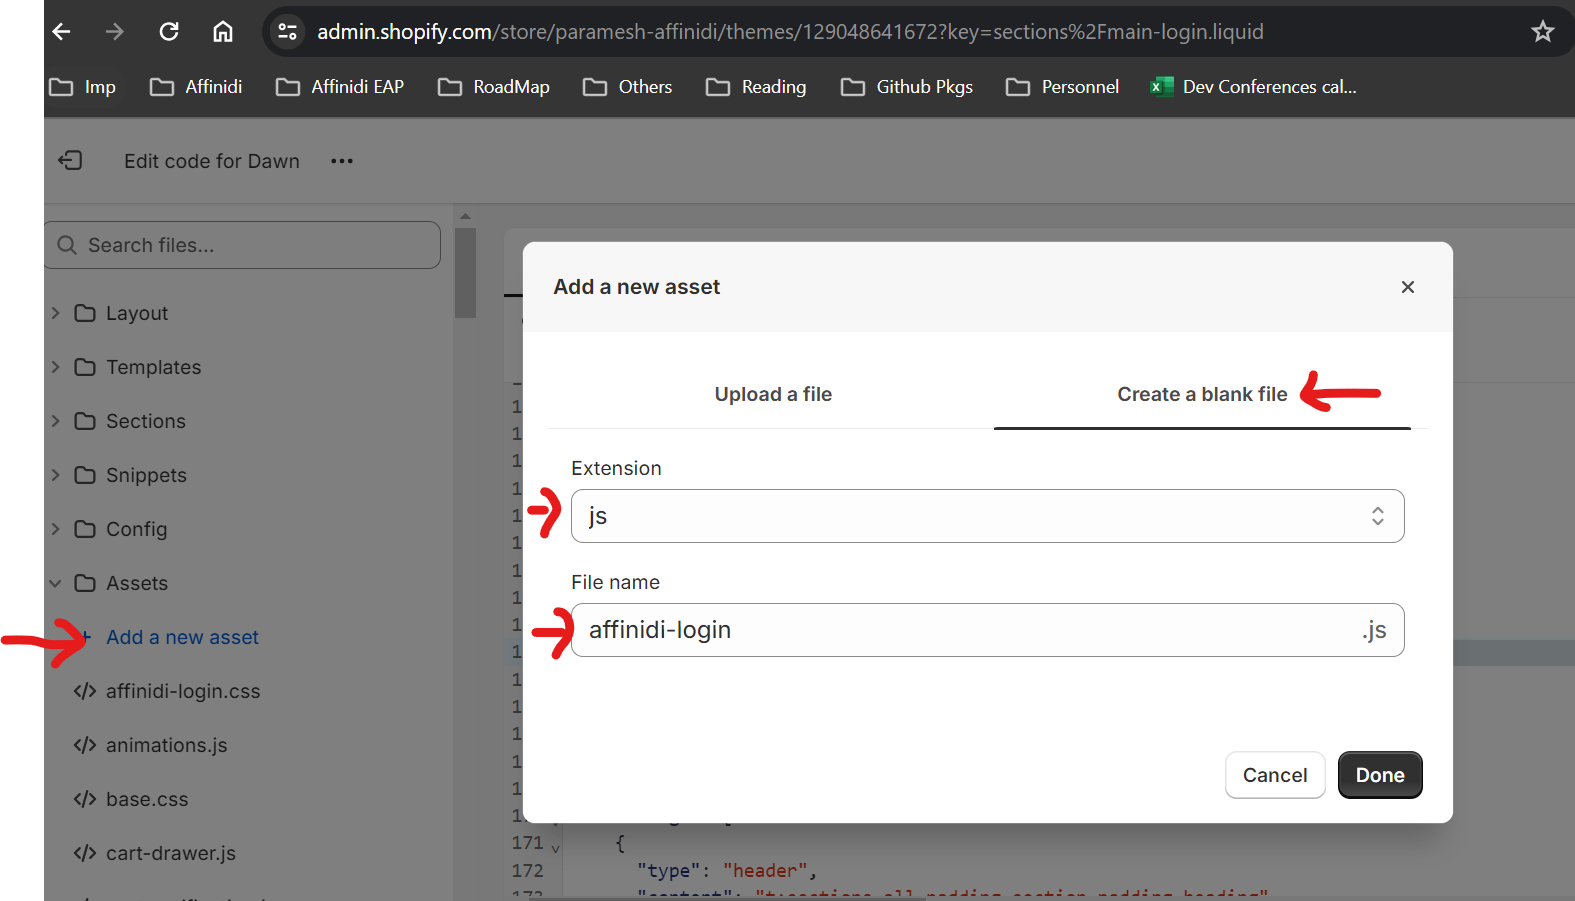 admin.shopify.com/store/paramesh-affinidi/themes/129048641672?key=sections%2Fmain-login.liquid
Imp Affinidi Affinidi EAP RoadMap Others Reading Github Pkgs Personnel Dev Conferences cal...
Edit code for Dawn
Search files...
Layout
Templates
Sections
Snippets
Config
Assets
Add a new asset
affinidi-login.css
animations.js
base.css
cart-drawer.js
Add a new asset
Upload a file Create a blank file
Extension
js
File name
affinidi-login .js
Cancel Done
171 {
172 "type": "header",